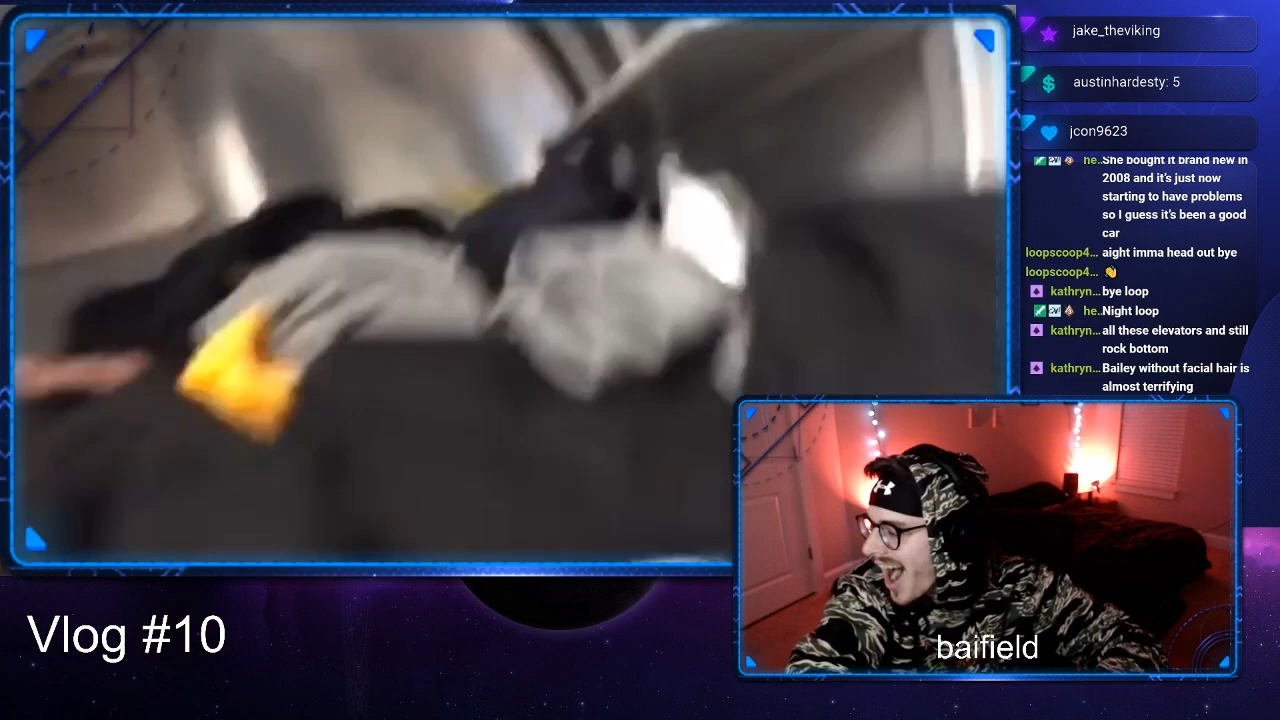 jake_theviking
austinhardesty: 5
jcon9623
he.. She bought it brand new in
2008 and it's just now
starting to have problems
so I guess it's been a good
car
loopscoop4... aight imma head out bye
loopscoop4... 👋
kathryn... bye loop
he.. Night loop
kathryn... all these elevators and still
rock bottom
kathryn... Bailey without facial hair is
almost terrifying
Vlog #10
baifield